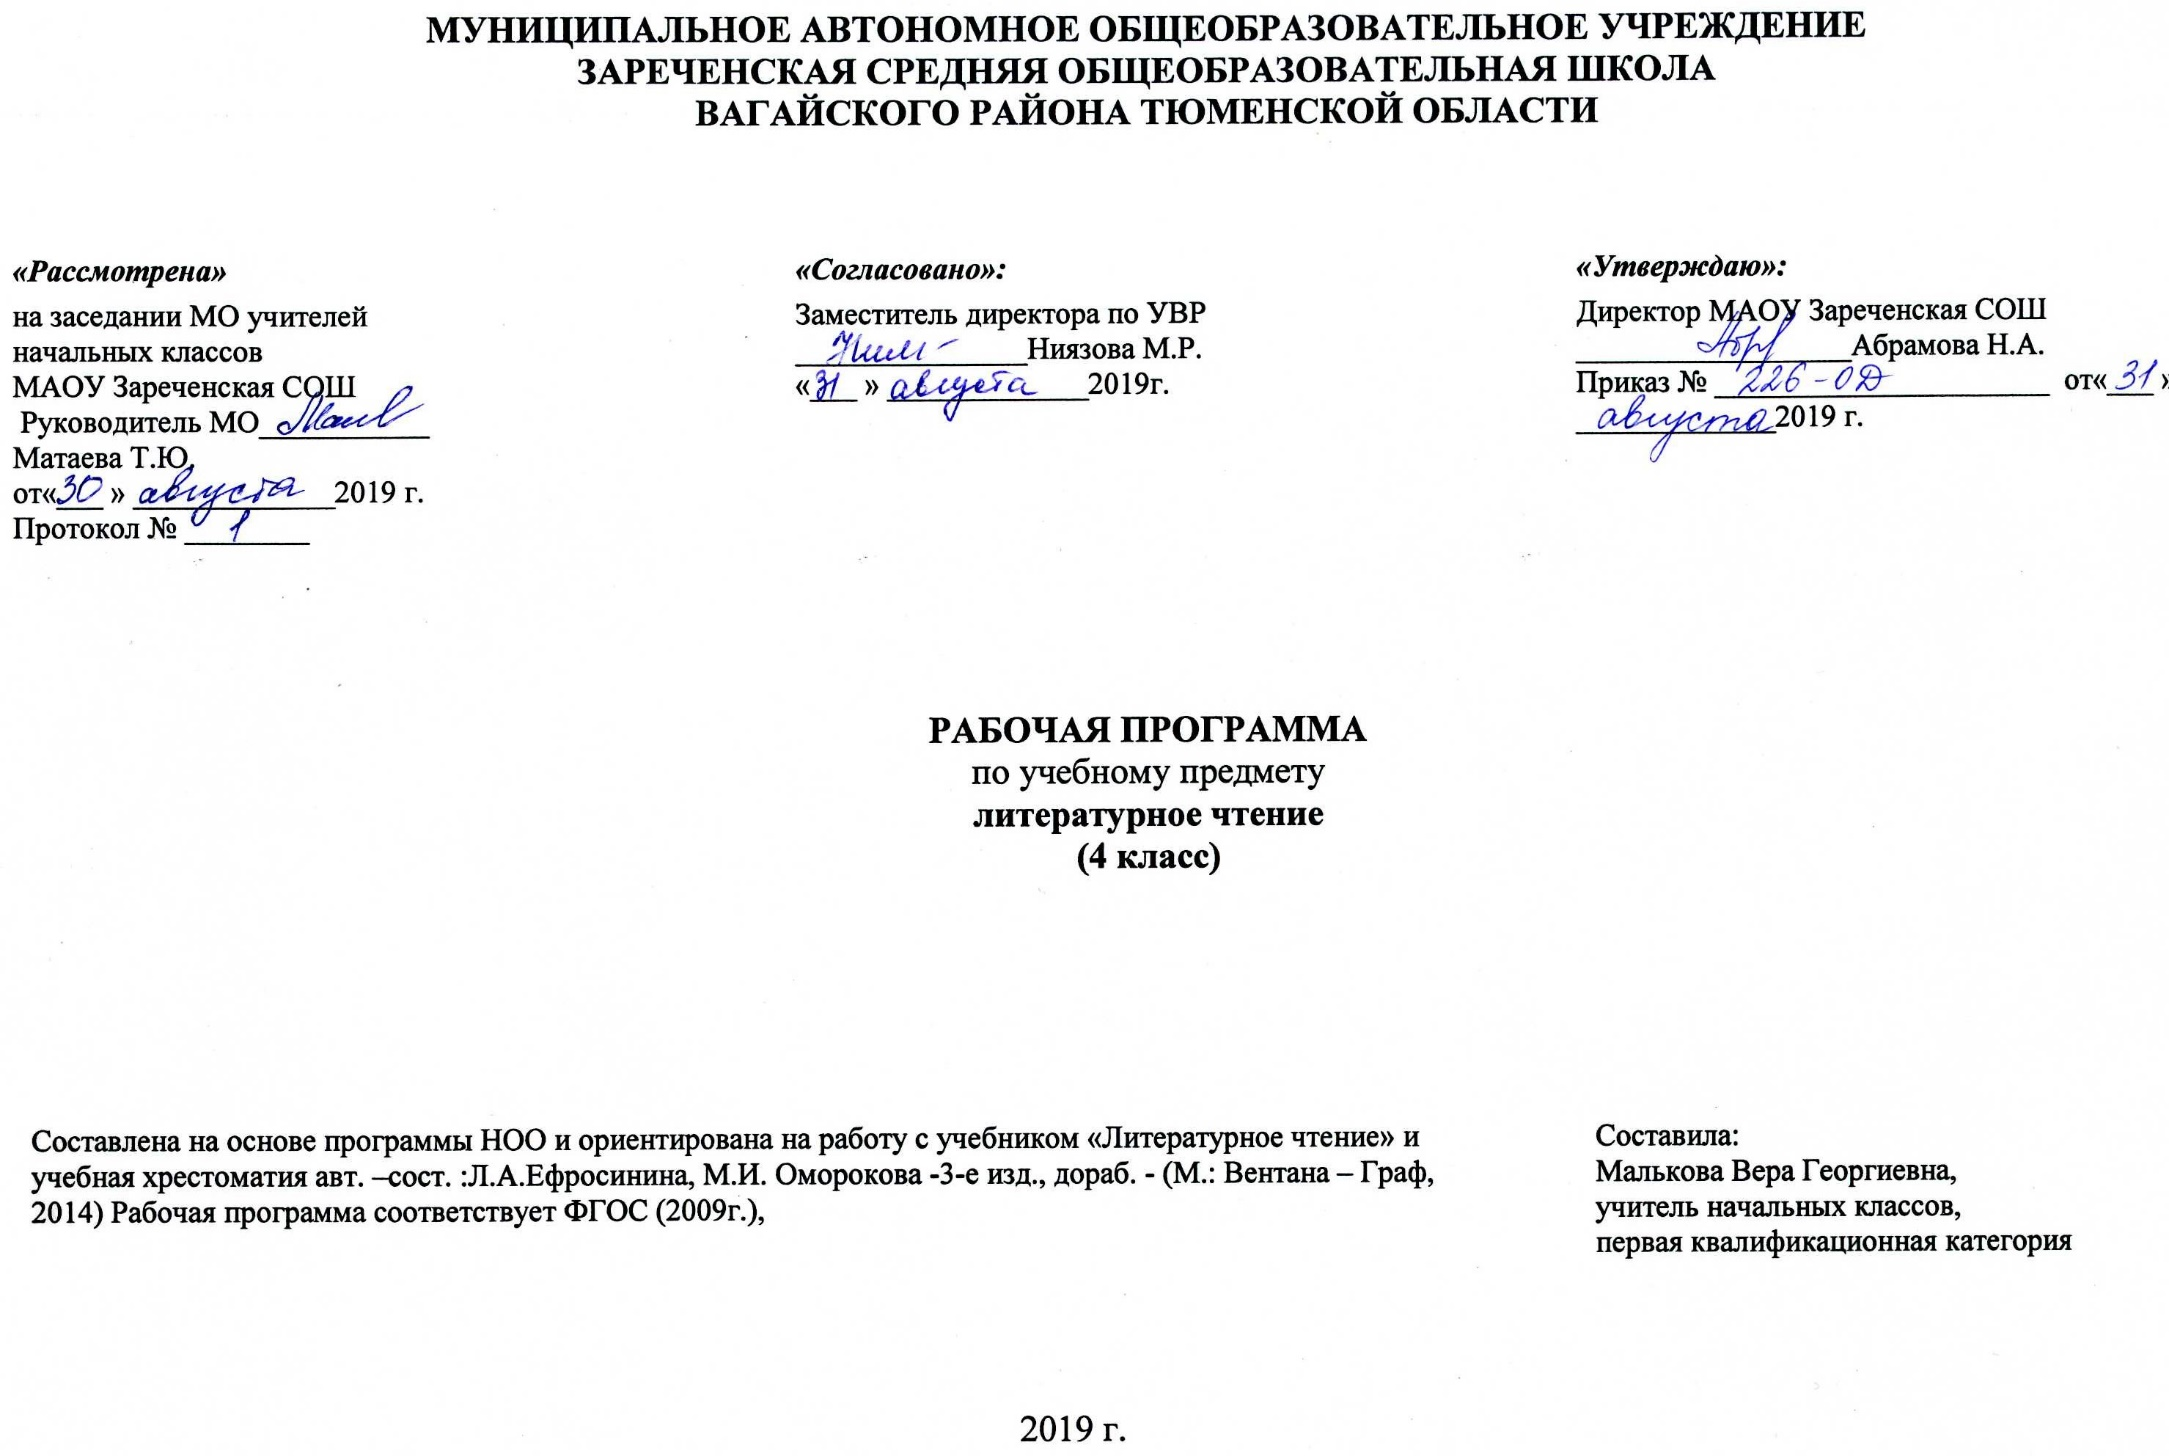 МУНИЦИПАЛЬНОЕ АВТОНОМНОЕ ОБЩЕОБРАЗОВАТЕЛЬНОЕ УЧРЕЖДЕНИЕ
ЗАРЕЧЕНСКАЯ СРЕДНЯЯ ОБЩЕОБРАЗОВАТЕЛЬНАЯ ШКОЛА
ВАГАЙСКОГО РАЙОНА ТЮМЕНСКОЙ ОБЛАСТИ
«Рассмотрена»
на заседании МО учителей
начальных классов
МАОУ Зареченская СОШ
Руководитель МО
Матаева Т.Ю.
от«30 » августа 2019 г.
Протокол № 1
«Согласовано»:
Заместитель директора по УВР
Ниязова М.Р.
«31 » августа 2019г.
«Утверждаю»:
Директор МАОУ Зареченская СОШ
Абрамова Н.А.
Приказ № 226-ОД от« 31 »
августа 2019 г.
РАБОЧАЯ ПРОГРАММА
по учебному предмету
литературное чтение
(4 класс)
Составлена на основе программы НОО и ориентирована на работу с учебником «Литературное чтение» и
учебная хрестоматия авт. –сост. :Л.А.Ефросинина, М.И. Оморокова -3-е изд., дораб. - (М.: Вентана – Граф,
2014) Рабочая программа соответствует ФГОС (2009г.),
Составила:
Малькова Вера Георгиевна,
учитель начальных классов,
первая квалификационная категория
2019 г.